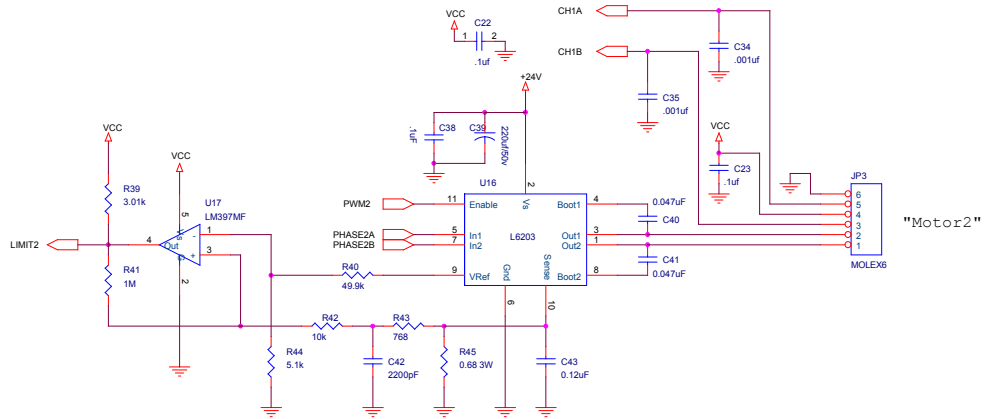 CH1A
VCC
C22
1
2
.1uf
C34
.001uf
CH1B
C35
.001uf
+24V
.1uF
C38
C39
220uf/50v
VCC
C23
.1uf
VCC
VCC
R39
3.01k
U17
LM397MF
5
Vs
1
-
4
Out
3
+
G
2
LIMIT2
R41
1M
U16
2
Vs
L6203
PWM2
11
Enable
PHASE2A
5
In1
PHASE2B
7
In2
9
VRef
Gnd
6
Sense
10
Boot1
4
Out1
3
Out2
1
Boot2
8
0.047uF
C40
C41
0.047uF
JP3
6
5
4
3
2
1
MOLEX6
"Motor2"
R40
49.9k
R42
10k
R43
768
R44
5.1k
C42
2200pF
R45
0.68 3W
C43
0.12uF